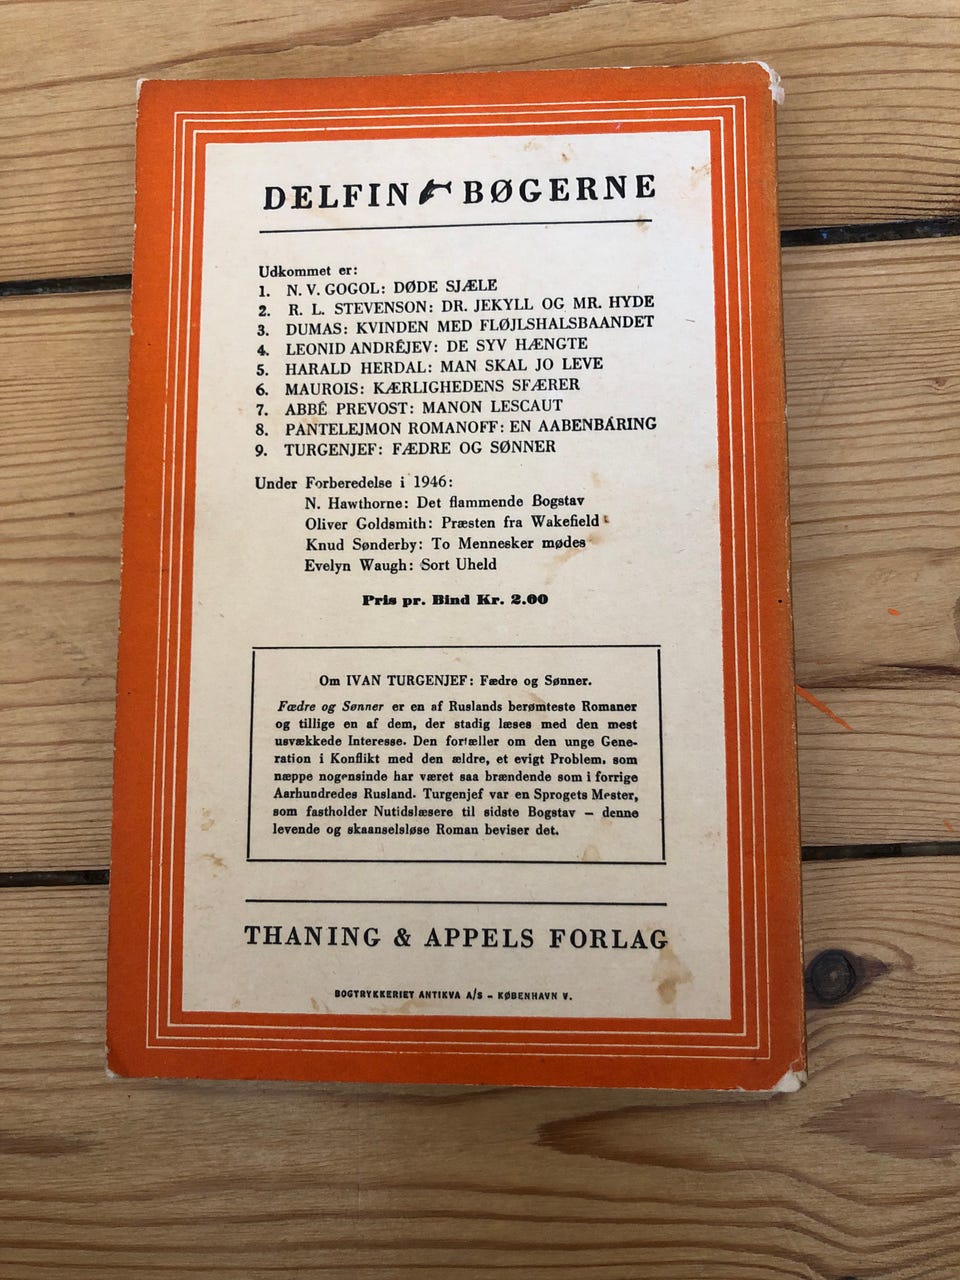 DELFIN BØGERNE
Udkommet er:
1. N. V. GOGOL: DØDE SJÆLE
2. R. L. STEVENSON: DR. JEKYLL OG MR. HYDE
3. DUMAS: KVINDEN MED FLØJLSHALSBAANDET
4. LEONID ANDRÉJEV: DE SYV HÆNGTE
5. HARALD HERDAL: MAN SKAL JO LEVE
6. MAUROIS: KÆRLIGHEDENS SFÆRER
7. ABBÉ PREVOST: MANON LESCAUT
8. PANTELEJMON ROMANOFF: EN AABENBÁRING
9. TURGENJEF: FÆDRE OG SØNNER
Under Forberedelse i 1946:
N. Hawthorne: Det flammende Bogstav
Oliver Goldsmith: Præsten fra Wakefield
Knud Sønderby: To Mennesker mødes
Evelyn Waugh: Sort Uheld
Pris pr. Bind Kr. 2.00
Om IVAN TURGENJEF: Fædre og Sønner.
Fædre og Sønner er en af Ruslands berømteste Romaner
og tillige en af dem, der stadig læses med den mest
usvækkede Interesse. Den fortæller om den unge Gene-
ration i Konflikt med den ældre, et evigt Problem, som
næppe nogensinde har været saa brændende som i forrige
Aarhundredes Rusland. Turgenjef var en Sprogets Mester,
som fastholder Nutidslæsere til sidste Bogstav — denne
levende og skaanselsløse Roman beviser det.
THANING & APPELS FORLAG
BOGTRYKKERIET ANTIKVA A/S - KØBENHAVN V.